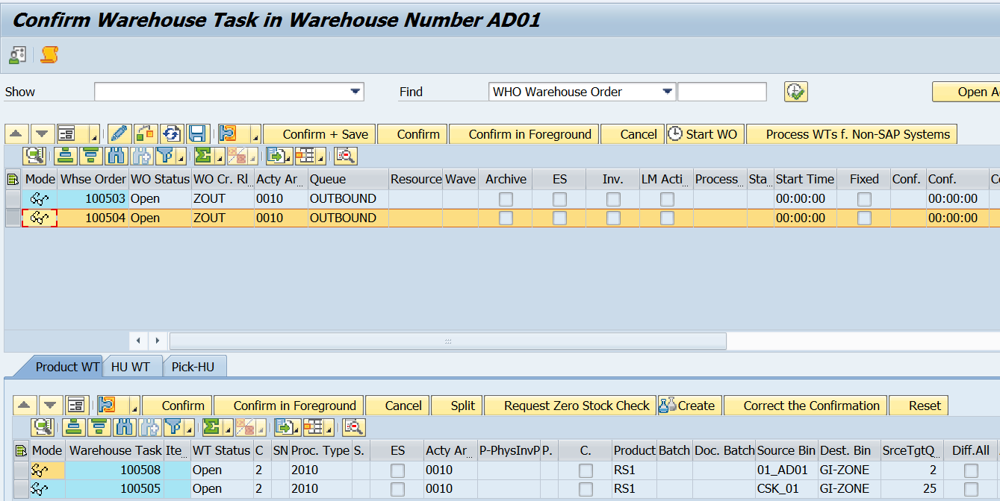 Confirm Warehouse Task in Warehouse Number AD01
Show Find WHO Warehouse Order Open A
Confirm + Save Confirm Confirm in Foreground Cancel Start WO Process WTs f. Non-SAP Systems
Mode Whse Order WO Status WO Cr. Rl... Acty Ar... Queue Resource Wave Archive ES Inv. LM Acti... Process... Sta... Start Time Fixed Conf. Conf. Co
100503 Open ZOUT 0010 OUTBOUND 00:00:00 00:00:00
100504 Open ZOUT 0010 OUTBOUND 00:00:00 00:00:00
Product WT HU WT Pick-HU
Confirm Confirm in Foreground Cancel Split Request Zero Stock Check Create Correct the Confirmation Reset
Mode Warehouse Task Ite... WT Status C SN Proc. Type S. ES Acty Ar... P-PhysInvP P. C. Product Batch Doc. Batch Source Bin Dest. Bin SrceTgtQ... Diff.All
100508 Open 2 2010 0010 RS1 01_AD01 GI-ZONE 2
100505 Open 2 2010 0010 RS1 CSK_01 GI-ZONE 25